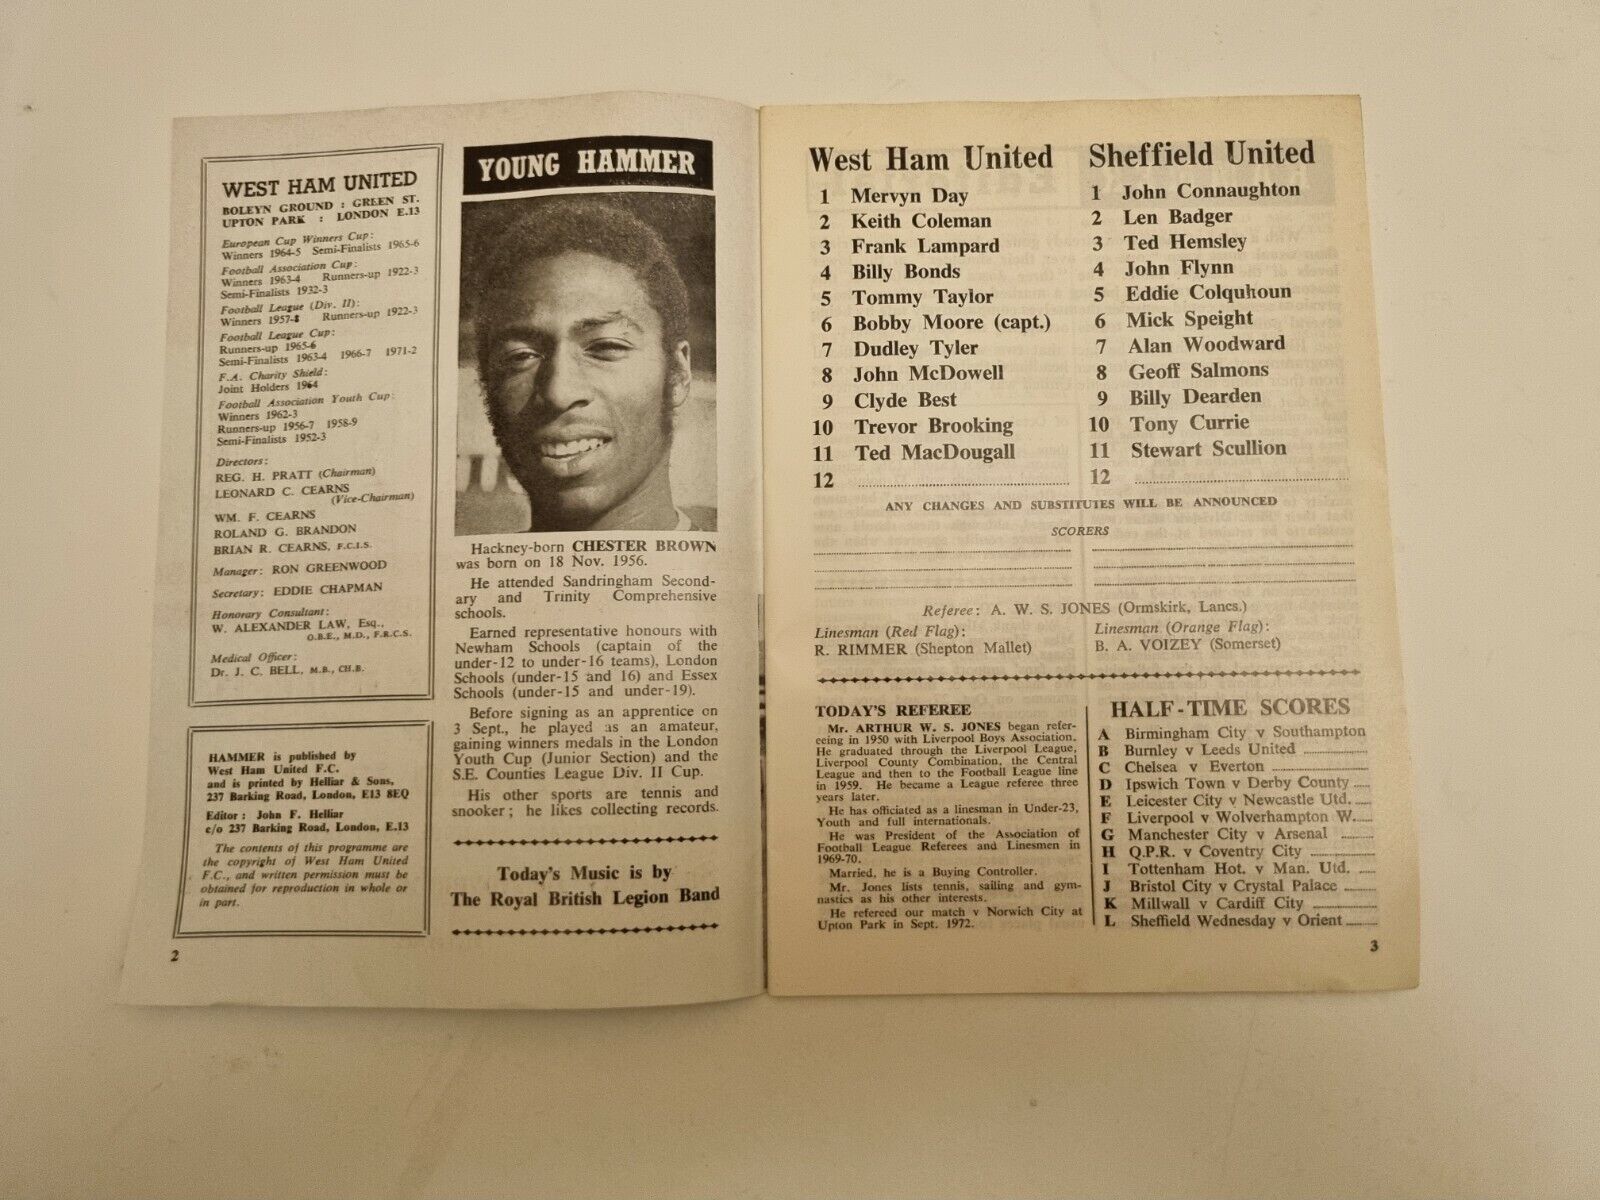 WEST HAM UNITED
BOLEYN GROUND : GREEN ST.
UPTON PARK : LONDON E.13
European Cup Winners Cup:
Winners 1964-5 Semi-Finalists 1965-6
Football Association Cup:
Winners 1963-4 Runners-up 1922-3
Semi-Finalists 1932-3
Football League (Div. II):
Winners 1957-8 Runners-up 1922-3
Football League Cup:
Runners-up 1965-6
Semi-Finalists 1963-4 1966-7 1971-2
F.A. Charity Shield:
Joint Holders 1964
Football Association Youth Cup:
Winners 1962-3
Runners-up 1956-7 1958-9
Semi-Finalists 1952-3
Directors:
REG. H. PRATT (Chairman)
LEONARD C. CEARNS
(Vice-Chairman)
WM. F. CEARNS
ROLAND G. BRANDON
BRIAN R. CEARNS, F.C.I.S.
Manager: RON GREENWOOD
Secretary: EDDIE CHAPMAN
Honorary Consultant:
W. ALEXANDER LAW, Esq.,
O.B.E., M.D., F.R.C.S.
Medical Officer:
Dr. J. C. BELL, M.B., CH.B.
HAMMER is published by
West Ham United F.C.
and is printed by Helliar & Sons,
237 Barking Road, London, E13 8EQ
Editor : John F. Helliar
c/o 237 Barking Road, London, E.13
The contents of this programme are
the copyright of West Ham United
F.C., and written permission must be
obtained for reproduction in whole or
in part.
2
YOUNG HAMMER
Hackney-born CHESTER BROWN
was born on 18 Nov. 1956.
He attended Sandringham Second-
ary and Trinity Comprehensive
schools.
Earned representative honours with
Newham Schools (captain of the
under-12 to under-16 teams), London
Schools (under-15 and 16) and Essex
Schools (under-15 and under-19).
Before signing as an apprentice on
3 Sept., he played as an amateur,
gaining winners medals in the London
Youth Cup (Junior Section) and the
S.E. Counties League Div. II Cup.
His other sports are tennis and
snooker ; he likes collecting records.
Today's Music is by
The Royal British Legion Band
West Ham United
1 Mervyn Day
2 Keith Coleman
3 Frank Lampard
4 Billy Bonds
5 Tommy Taylor
6 Bobby Moore (capt.)
7 Dudley Tyler
8 John McDowell
9 Clyde Best
10 Trevor Brooking
11 Ted MacDougall
12
Sheffield United
1 John Connaughton
2 Len Badger
3 Ted Hemsley
4 John Flynn
5 Eddie Colquhoun
6 Mick Speight
7 Alan Woodward
8 Geoff Salmons
9 Billy Dearden
10 Tony Currie
11 Stewart Scullion
12
ANY CHANGES AND SUBSTITUTES WILL BE ANNOUNCED
SCORERS
Referee: A. W. S. JONES (Ormskirk, Lancs.)
Linesman (Red Flag):
R. RIMMER (Shepton Mallet)
Linesman (Orange Flag):
B. A. VOIZEY (Somerset)
TODAY'S REFEREE
Mr. ARTHUR W. S. JONES began refer-
eeing in 1950 with Liverpool Boys Association.
He graduated through the Liverpool League,
Liverpool County Combination, the Central
League and then to the Football League line
in 1959. He became a League referee three
years later.
He has officiated as a linesman in Under-23,
Youth and full internationals.
He was President of the Association of
Football League Referees and Linesmen in
1969-70.
Married, he is a Buying Controller.
Mr. Jones lists tennis, sailing and gym-
nastics as his other interests.
He refereed our match v Norwich City at
Upton Park in Sept. 1972.
HALF-TIME SCORES
A Birmingham City v Southampton
B Burnley v Leeds United
C Chelsea v Everton
D Ipswich Town v Derby County
E Leicester City v Newcastle Utd.
F Liverpool v Wolverhampton W.
G Manchester City v Arsenal
H Q.P.R. v Coventry City
I Tottenham Hot. v Man. Utd.
J Bristol City v Crystal Palace
K Millwall v Cardiff City
L Sheffield Wednesday v Orient
3